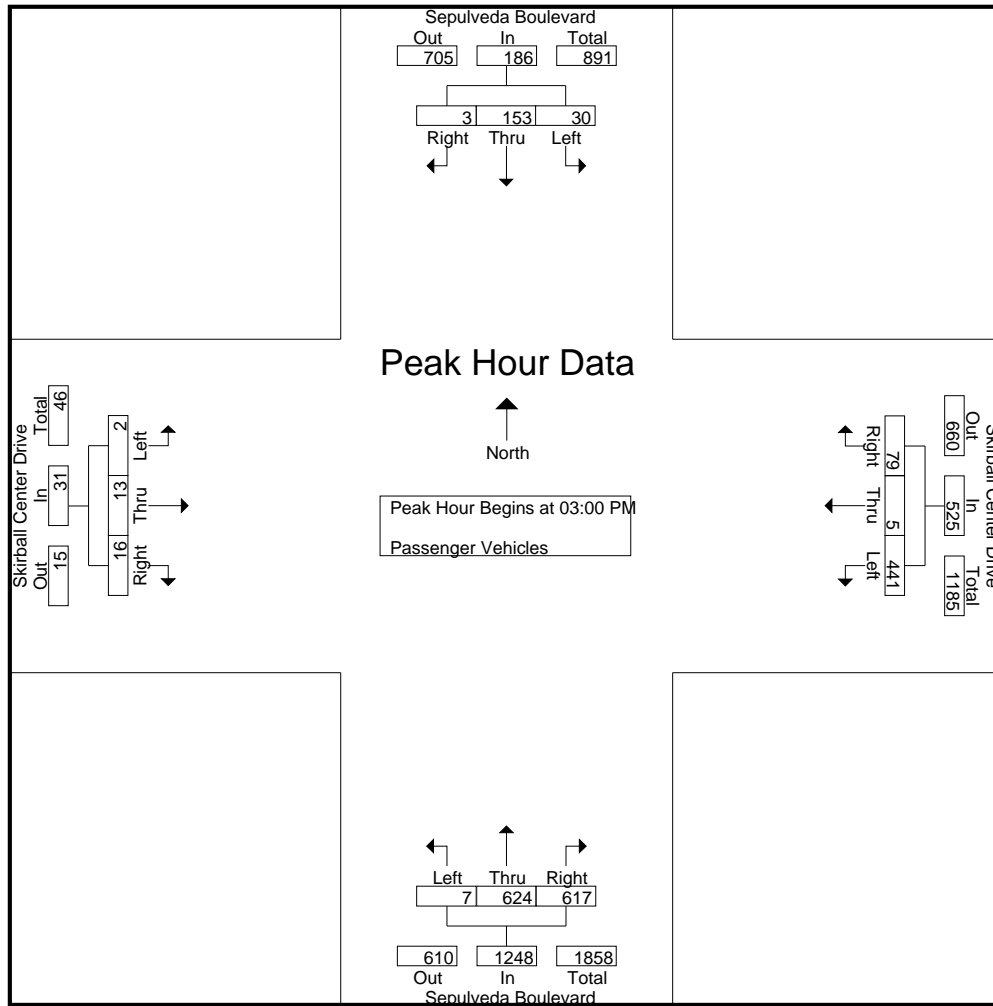 Sepulveda Boulevard
Out In Total
705 186 891
3 153 30
Right Thru Left
Peak Hour Data
North
Peak Hour Begins at 03:00 PM
Passenger Vehicles
Skirball Center Drive
Out In Total
15 31 46
Right Thru Left
16 13 2
Skirball Center Drive
Out In Total
660 525 1185
Right Thru Left
79 5 441
Left Thru Right
7 624 617
610 1248 1858
Out In Total
Sepulveda Boulevard